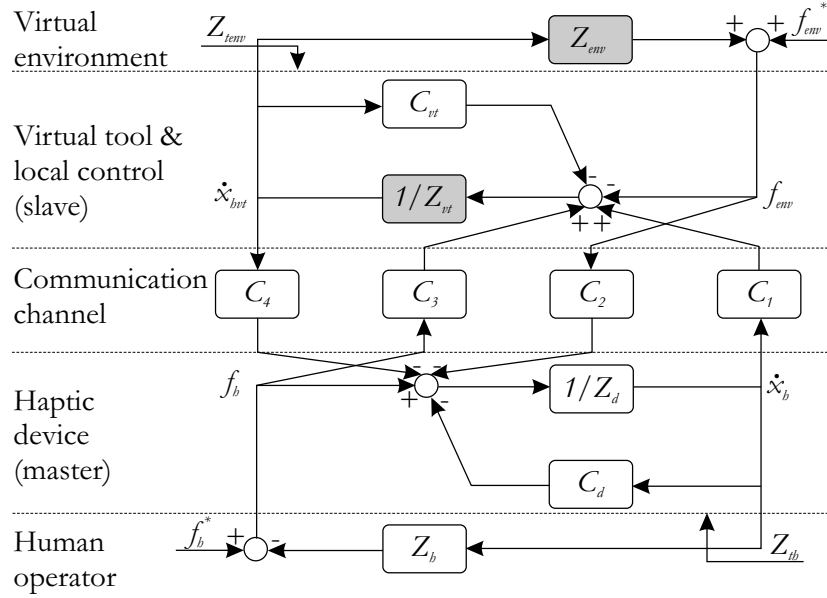 Virtual
environment
Z_tenv
Z_env
+
+
f_env*
Virtual tool &
local control
(slave)
C_vt
-
-
ẋ_hvt
1/Z_vt
+ +
f_env
Communication
channel
C_4
C_3
C_2
C_1
Haptic
device
(master)
f_h
-
-
+
-
1/Z_d
ẋ_h
C_d
Human
operator
f_h*
+
-
Z_h
Z_th